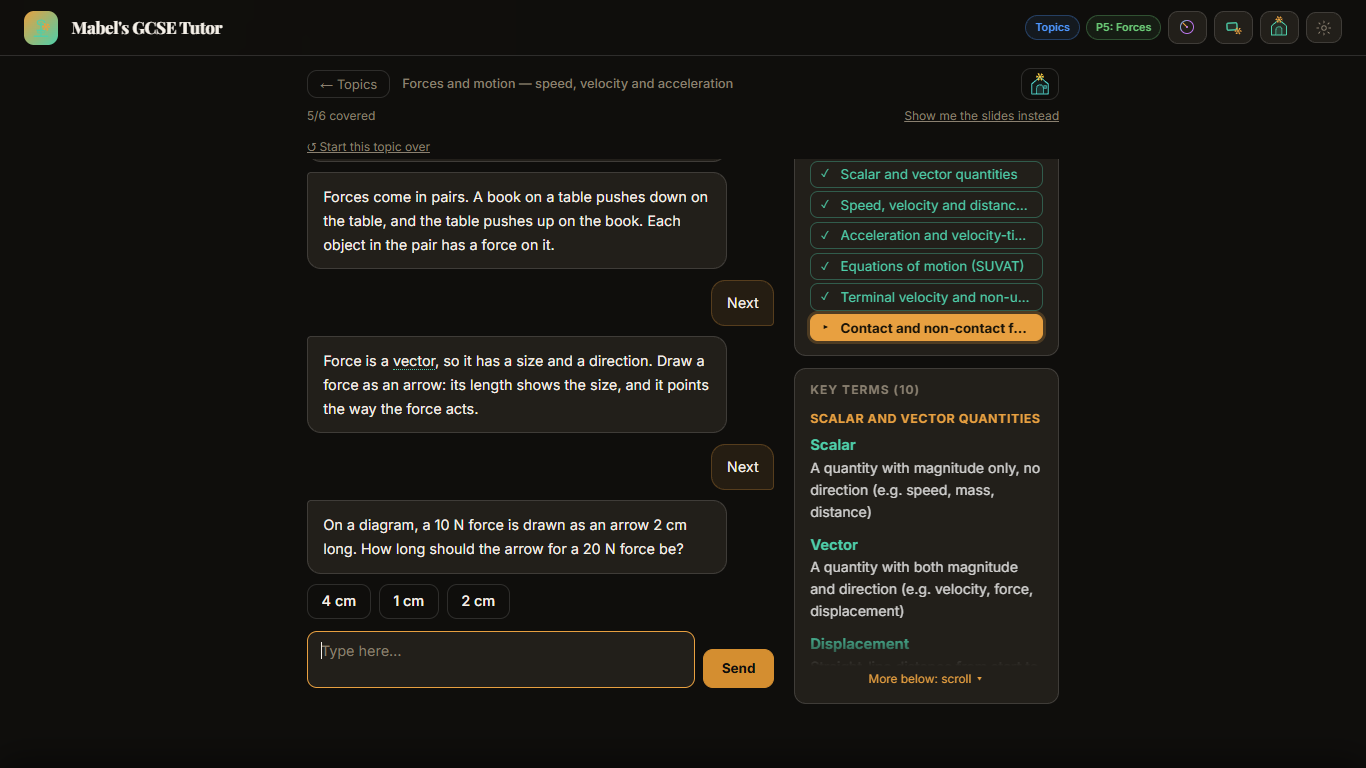 Mabel's GCSE Tutor
Topics
P5: Forces
← Topics
Forces and motion — speed, velocity and acceleration
5/6 covered
Show me the slides instead
↺ Start this topic over
Forces come in pairs. A book on a table pushes down on
the table, and the table pushes up on the book. Each
object in the pair has a force on it.
Next
Force is a vector, so it has a size and a direction. Draw a
force as an arrow: its length shows the size, and it points
the way the force acts.
Next
On a diagram, a 10 N force is drawn as an arrow 2 cm
long. How long should the arrow for a 20 N force be?
4 cm
1 cm
2 cm
Type here...
Send
✓ Scalar and vector quantities
✓ Speed, velocity and distanc...
✓ Acceleration and velocity-ti...
✓ Equations of motion (SUVAT)
✓ Terminal velocity and non-u...
▸ Contact and non-contact f...
KEY TERMS (10)
SCALAR AND VECTOR QUANTITIES
Scalar
A quantity with magnitude only, no
direction (e.g. speed, mass,
distance)
Vector
A quantity with both magnitude
and direction (e.g. velocity, force,
displacement)
Displacement
More below: scroll ▾